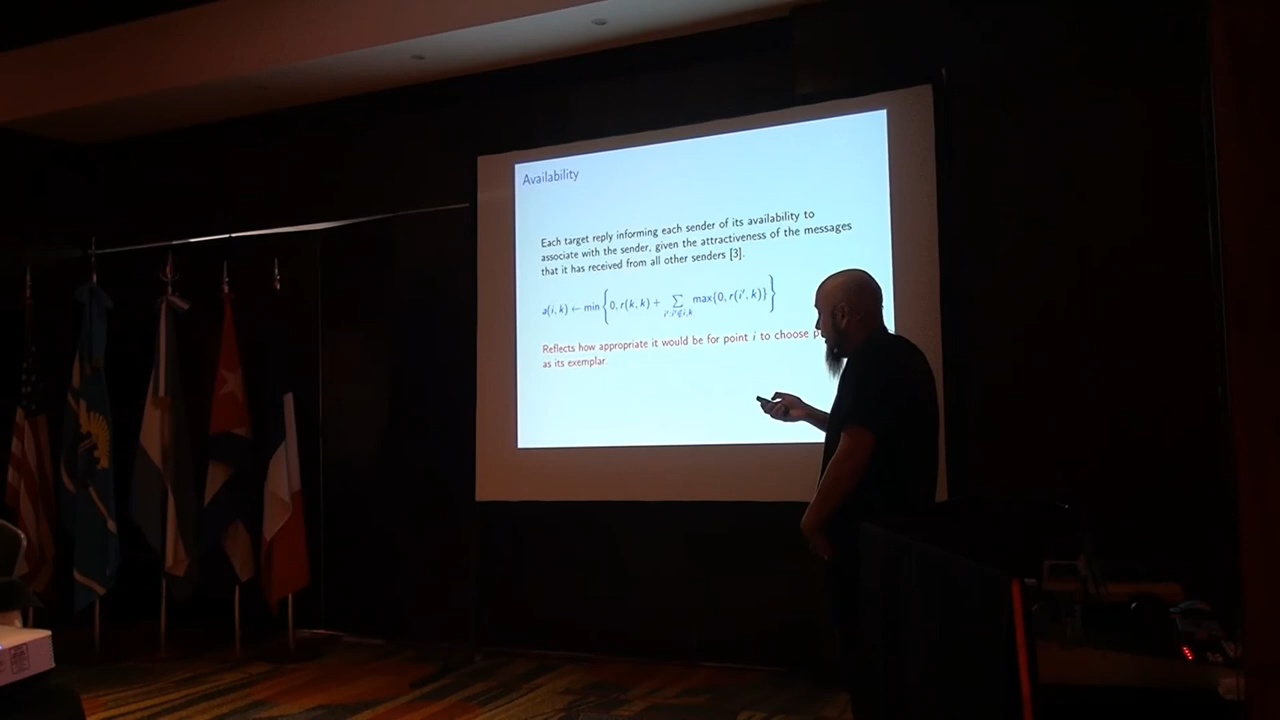 Availability
Each target reply informing each sender of its availability to
associate with the sender, given the attractiveness of the messages
that it has received from all other senders [3].
a(i, k) ← min { 0, r(k, k) + ∑ i′:i′∉i,k max{0, r(i′, k)} }
Reflects how appropriate it would be for point i to choose
as its exemplar.